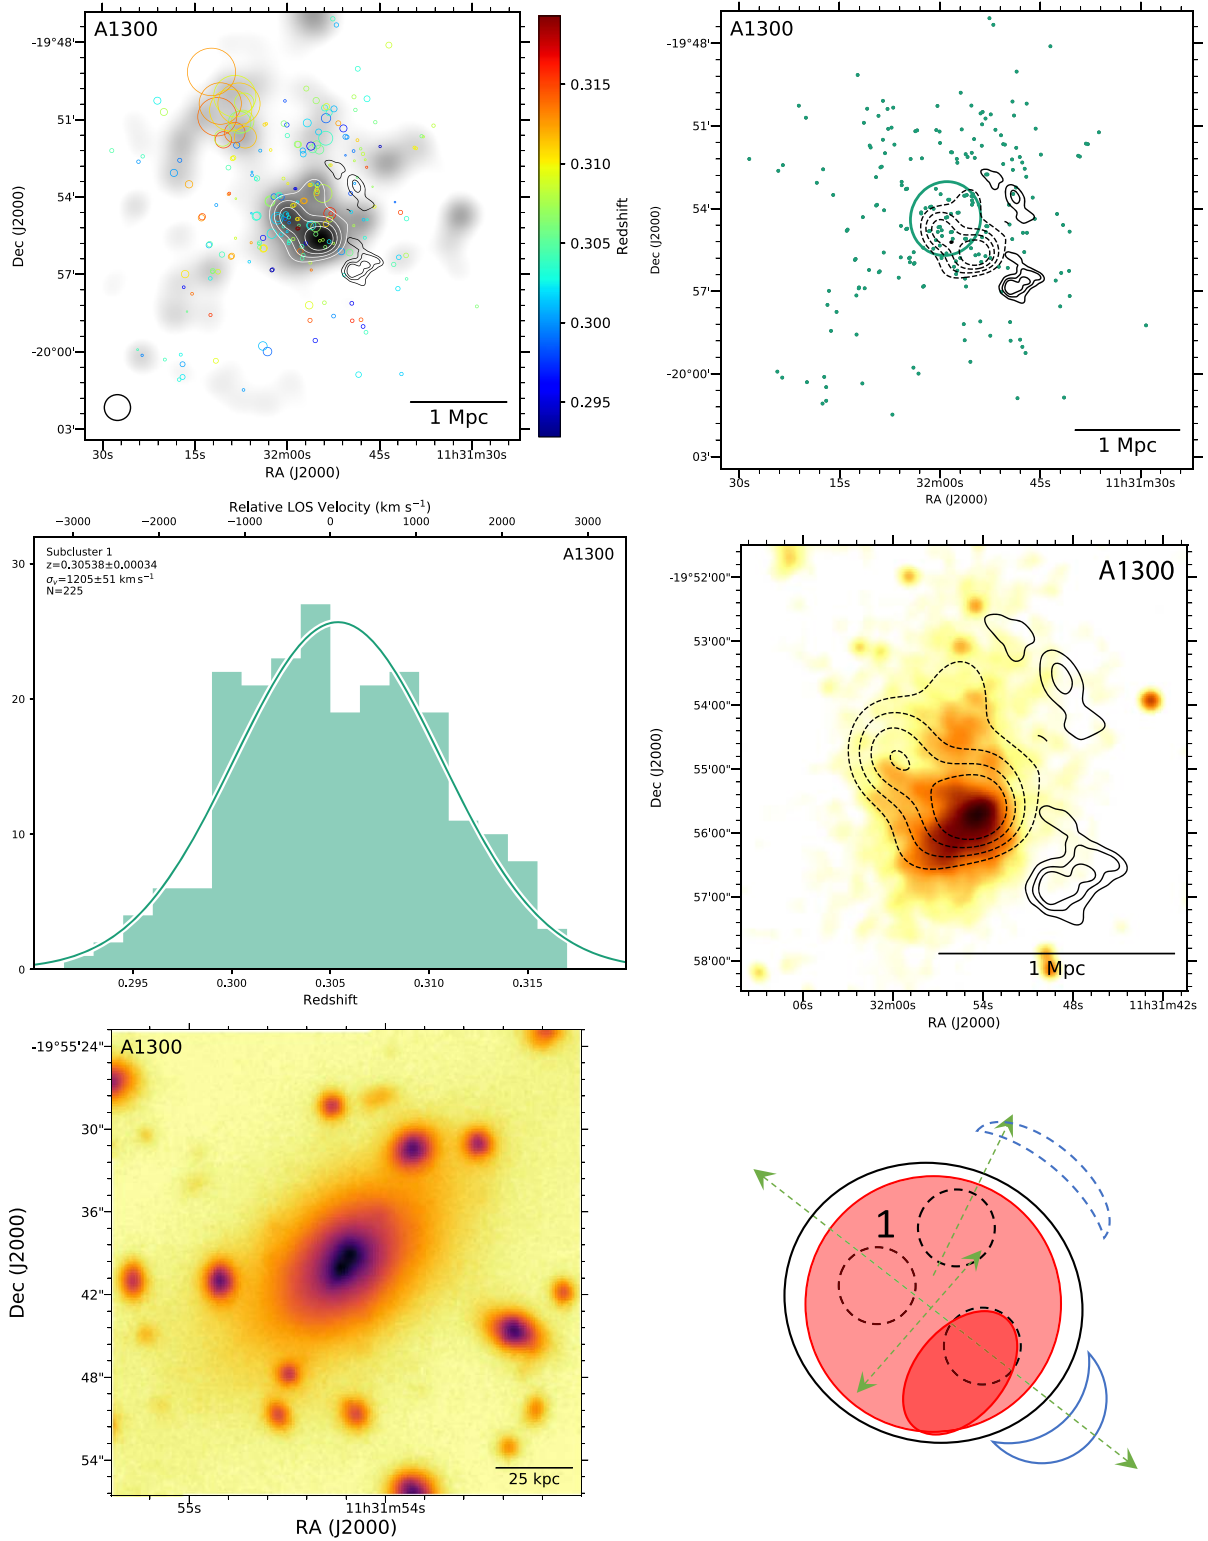 A1300
-19°48'
51'
54'
57'
-20°00'
03'
Dec (J2000)
30s
15s
32m00s
45s
11h31m30s
RA (J2000)
1 Mpc
0.315
0.310
0.305
0.300
0.295
Redshift
A1300
-19°48'
51'
54'
57'
-20°00'
03'
Dec (J2000)
30s
15s
32m00s
45s
11h31m30s
RA (J2000)
1 Mpc
Relative LOS Velocity (km s⁻¹)
−3000
−2000
−1000
0
1000
2000
3000
Subcluster 1
z=0.30538±0.00034
σᵥ=1205±51 km s⁻¹
N=225
A1300
30
20
10
0
0.295
0.300
0.305
0.310
0.315
Redshift
A1300
-19°52'00"
53'00"
54'00"
55'00"
56'00"
57'00"
58'00"
Dec (J2000)
1 Mpc
06s
32m00s
54s
48s
11h31m42s
RA (J2000)
A1300
-19°55'24"
30"
36"
42"
48"
54"
Dec (J2000)
25 kpc
55s
11h31m54s
RA (J2000)
1